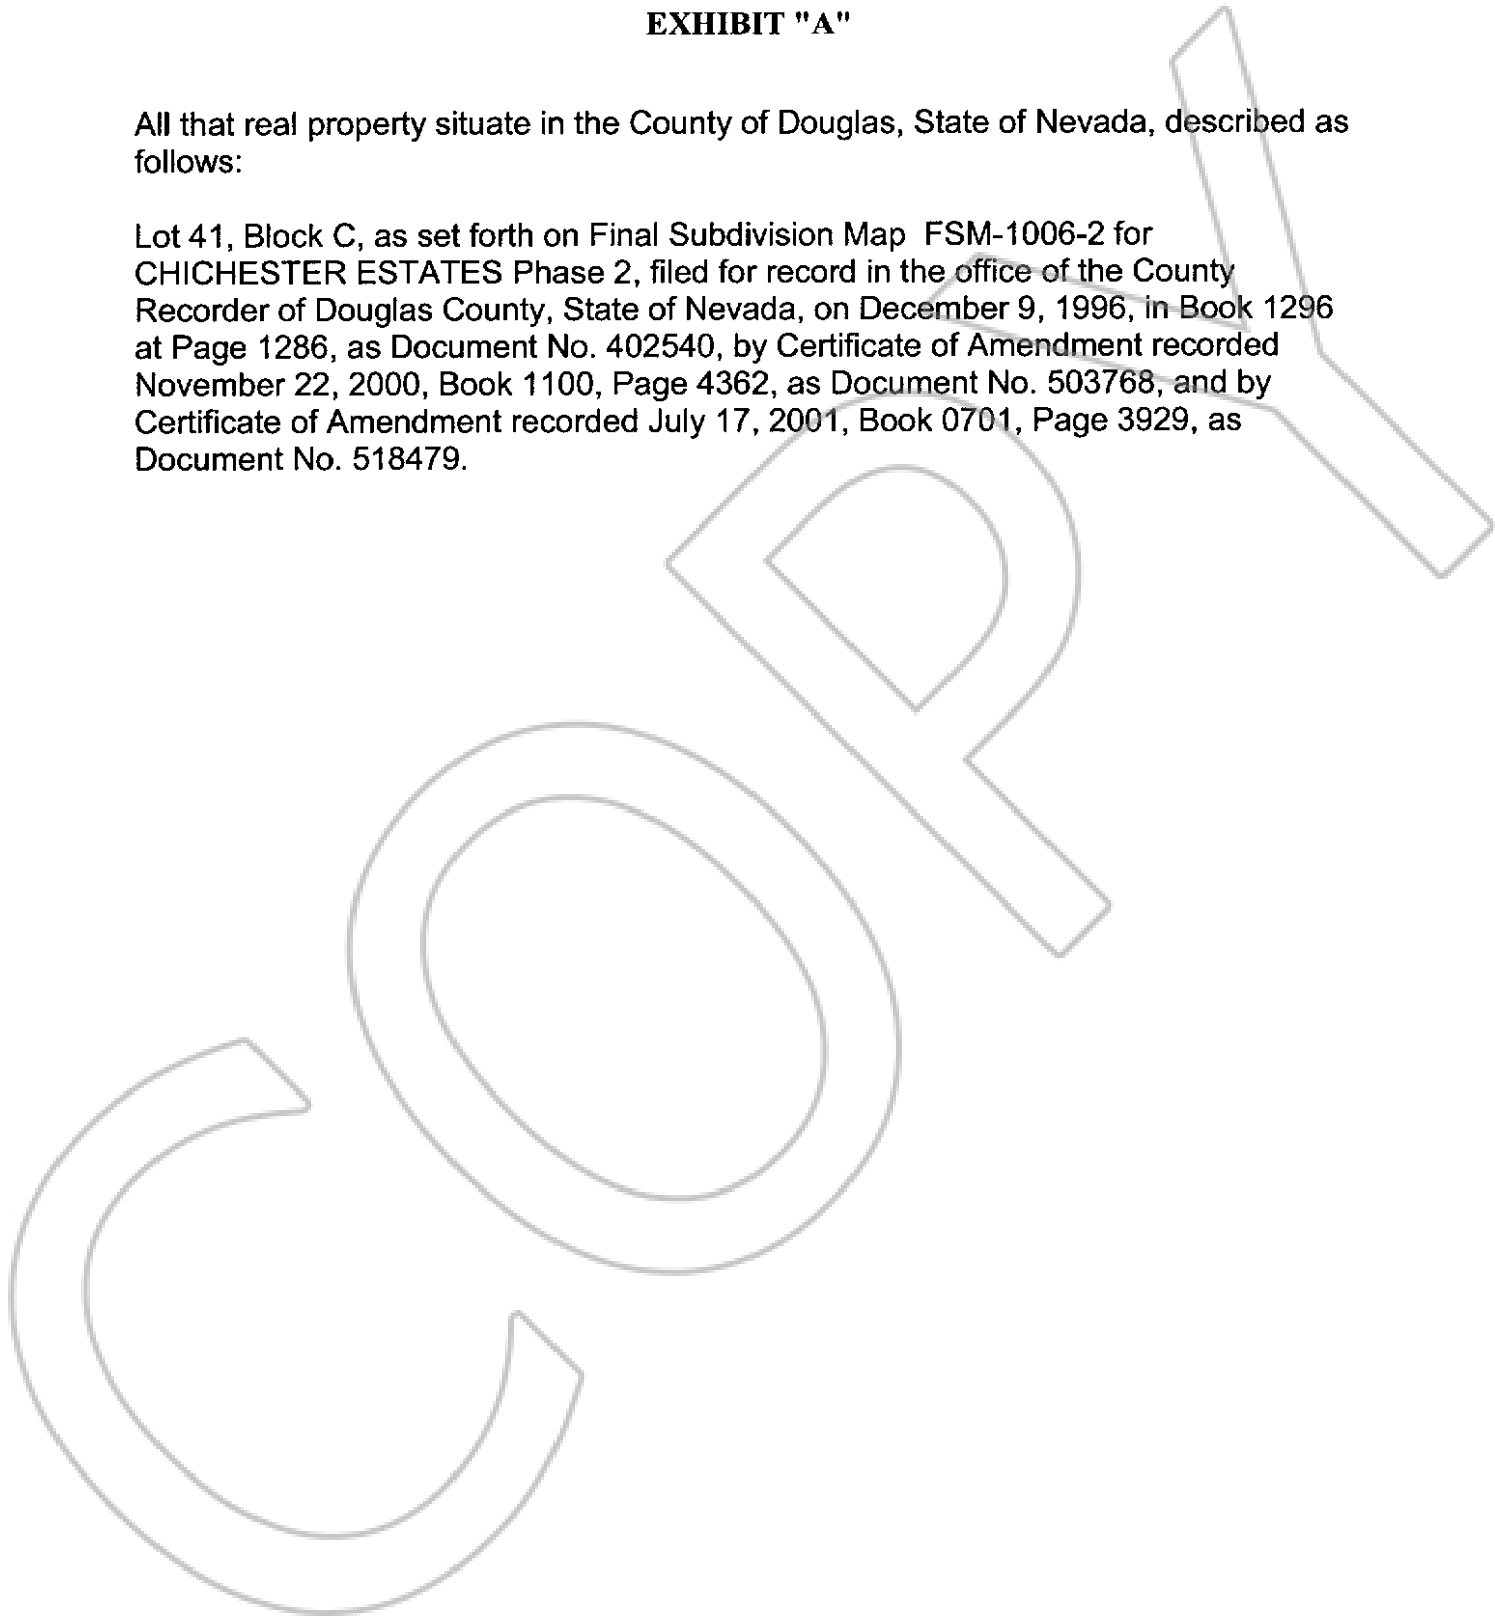 EXHIBIT "A"
All that real property situate in the County of Douglas, State of Nevada, described as
follows:
Lot 41, Block C, as set forth on Final Subdivision Map  FSM-1006-2 for
CHICHESTER ESTATES Phase 2, filed for record in the office of the County
Recorder of Douglas County, State of Nevada, on December 9, 1996, in Book 1296
at Page 1286, as Document No. 402540, by Certificate of Amendment recorded
November 22, 2000, Book 1100, Page 4362, as Document No. 503768, and by
Certificate of Amendment recorded July 17, 2001, Book 0701, Page 3929, as
Document No. 518479.
COPY